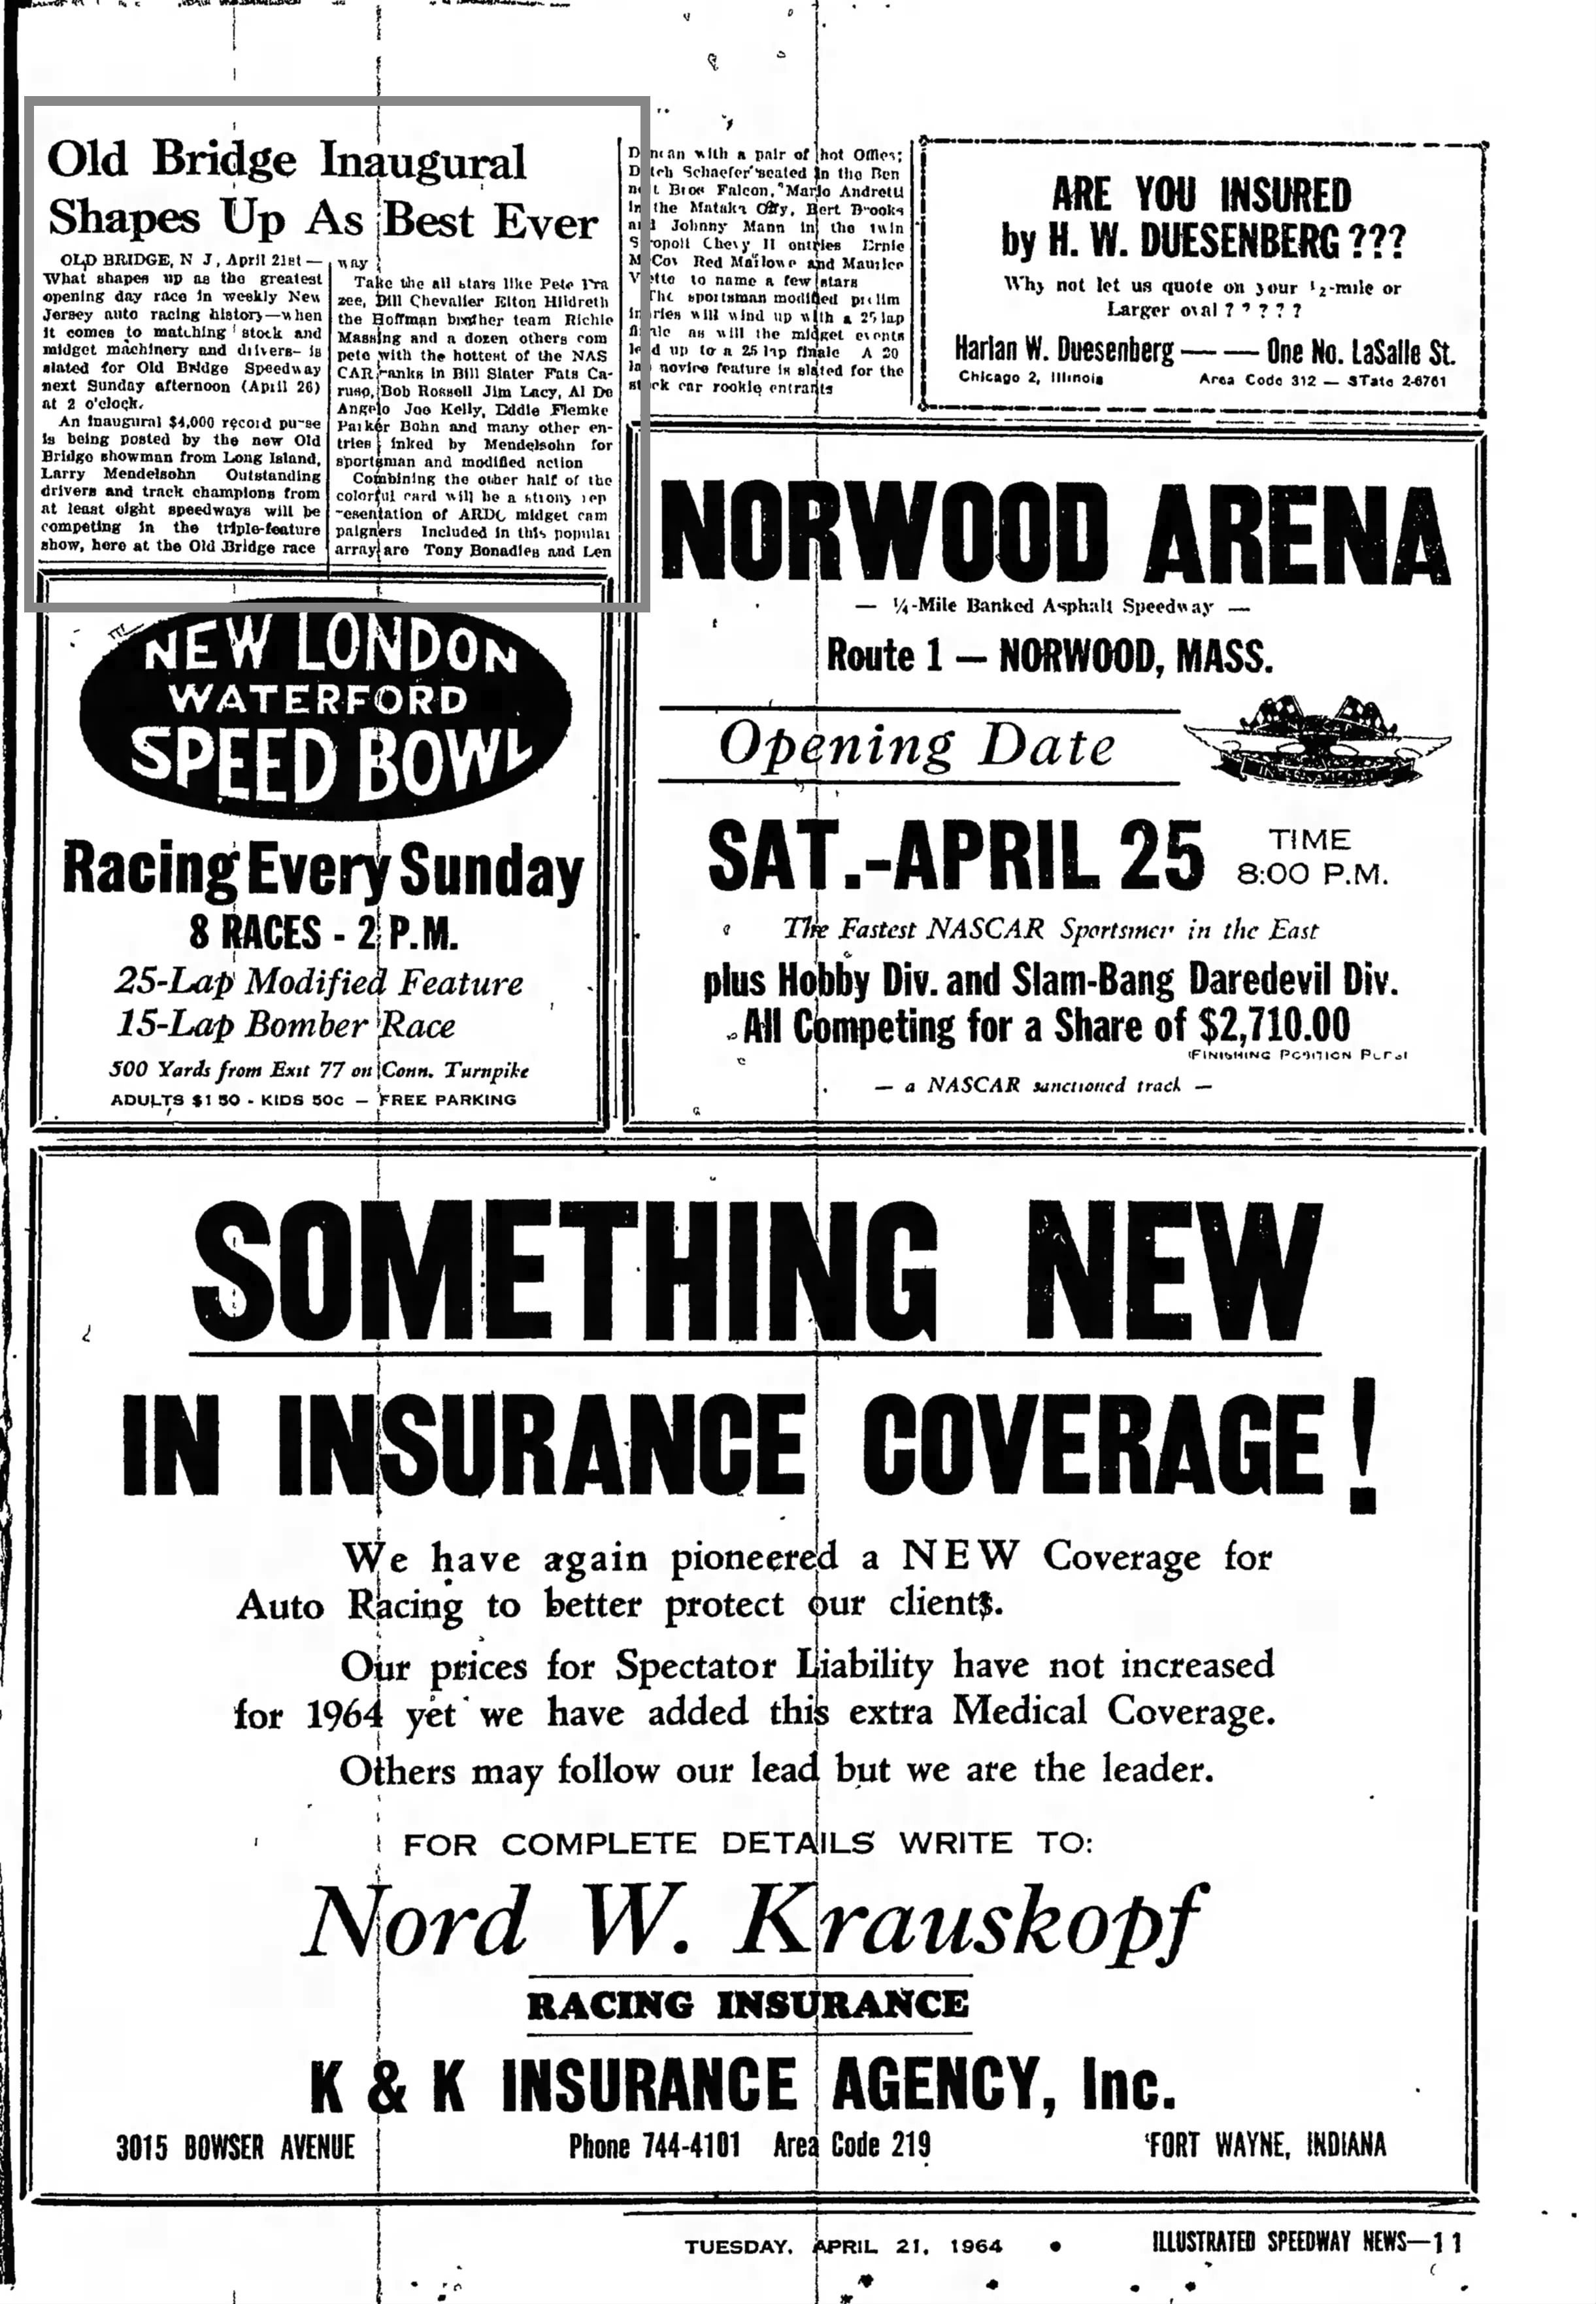 Old Bridge Inaugural
Shapes Up As Best Ever
OLD BRIDGE, N J, April 21st —
What shapes up as the greatest
opening day race in weekly New
Jersey auto racing history—when
it comes to matching stock and
midget machinery and drivers— is
slated for Old Bridge Speedway
next Sunday afternoon (April 26)
at 2 o'clock.
An inaugural $4,000 record purse
is being posted by the new Old
Bridge showman from Long Island,
Larry Mendelsohn Outstanding
drivers and track champions from
at least eight speedways will be
competing in the triple-feature
show, here at the Old Bridge race
way
Take the all stars like Pete Fra
zee, Bill Chevalier Elton Hildreth
the Hoffman brother team Richie
Massing and a dozen others com
pete with the hottest of the NAS
CAR ranks in Bill Slater Fats Ca-
ruso, Bob Rossell Jim Lacy, Al De
Angelo Joe Kelly, Eddie Flemke
Parker Bohn and many other en-
tries inked by Mendelsohn for
sportsman and modified action
Combining the other half of the
colorful card will be a strong rep
resentation of ARDC midget cam
paigners Included in this popular
array are Tony Bonadies and Len
Duncan with a pair of hot Offies;
Dutch Schaefer seated in the Ben
nett Bros Falcon, Mario Andretti
in the Mataka Offy, Bert Brooks
and Johnny Mann in the twin
Chevy II entries Ernie
McCoy Red Marlowe and Maurice
to name a few stars
The sportsman modified prelim
inaries will wind up with a 25 lap
finale as will the midget events
lead up to a 25 lap finale A 20
lap novice feature is slated for the
stock car rookie entrants
ARE YOU INSURED
by H. W. DUESENBERG ???
Why not let us quote on your ½-mile or
Larger oval ? ? ? ? ?
Harlan W. Duesenberg — — One No. LaSalle St.
Chicago 2, Illinois Area Code 312 — STate 2-6761
NEW LONDON
WATERFORD
SPEED BOWL
Racing Every Sunday
8 RACES - 2 P.M.
25-Lap Modified Feature
15-Lap Bomber Race
500 Yards from Exit 77 on Conn. Turnpike
ADULTS $1 50 - KIDS 50c — FREE PARKING
NORWOOD ARENA
— ¼-Mile Banked Asphalt Speedway —
Route 1 — NORWOOD, MASS.
Opening Date
SAT.-APRIL 25 TIME
8:00 P.M.
The Fastest NASCAR Sportsmen in the East
plus Hobby Div. and Slam-Bang Daredevil Div.
All Competing for a Share of $2,710.00
(FINISHING POSITION PURSE)
— a NASCAR sanctioned track —
SOMETHING NEW
IN INSURANCE COVERAGE!
We have again pioneered a NEW Coverage for
Auto Racing to better protect our clients.
Our prices for Spectator Liability have not increased
for 1964 yet we have added this extra Medical Coverage.
Others may follow our lead but we are the leader.
FOR COMPLETE DETAILS WRITE TO:
Nord W. Krauskopf
RACING INSURANCE
K & K INSURANCE AGENCY, Inc.
3015 BOWSER AVENUE Phone 744-4101 Area Code 219 FORT WAYNE, INDIANA
TUESDAY, APRIL 21, 1964 • ILLUSTRATED SPEEDWAY NEWS—11